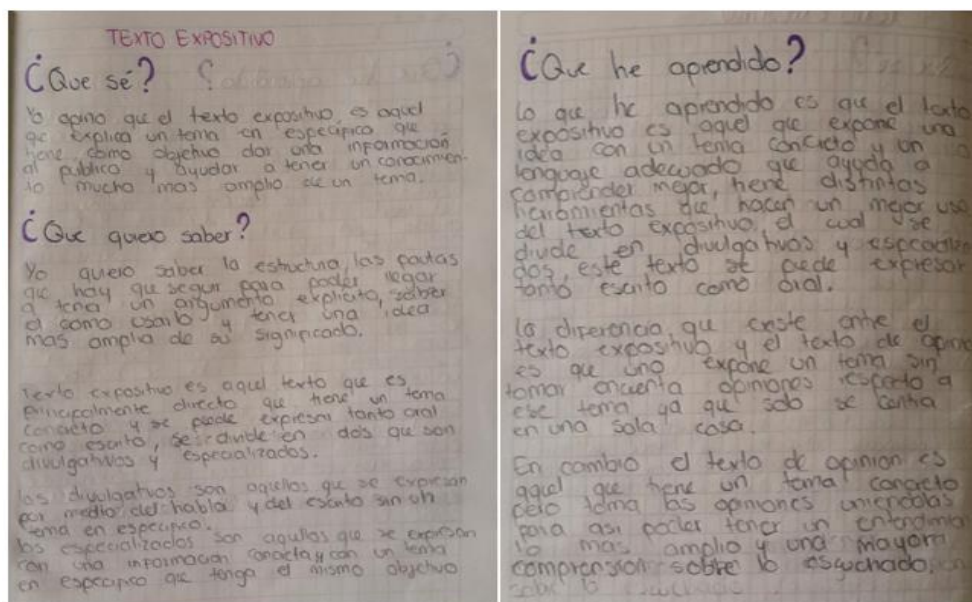 TEXTO EXPOSITIVO
¿Que sé?
Yo opino que el texto expositivo, es aquel
que explica un tema en especifico que
tiene como objetivo dar una informacion
al publico y ayudar a tener un conocimien-
to mucho mas amplio de un tema.
¿Que quiero saber?
Yo quiero saber la estructura, las pautas
que hay que seguir para poder llegar
a tener un argumento explicito, saber
el como usarlo y tener una idea
mas amplia de su significado.
Texto expositivo es aquel texto que es
principalmente directo que tiene un tema
concreto y se puede expresar tanto oral
como escrito, se divide en dos que son
divulgativos y especializados.
los divulgativos son aquellos que se expresan
por medio del habla y del escrito sin un
tema en especifico.
los especializados son aquellos que se expresan
con una informacion concreta y con un tema
en especifico que tenga el mismo objetivo
¿Que he aprendido?
lo que he aprendido es que el texto
expositivo es aquel que expone una
idea con un tema concreto y un
lenguaje adecuado que ayuda a
comprender mejor, tiene distintas
herramientas que hacen un mejor uso
del texto expositivo, el cual se
divide en divulgativos y
dos, este texto se puede expresar
tanto escrito como oral.
la diferencia que existe entre el
texto expositivo y el texto de
es que uno expone un tema sin
tomar encuenta opiniones respecto a
ese tema ya que solo se centra
en una sola cosa.
En cambio el texto de opinion es
aquel que tiene un tema concreto
pero toma las opiniones uniendolas
para asi poder tener un
lo mas amplio y una mayor
comprension sobre lo escuchado.